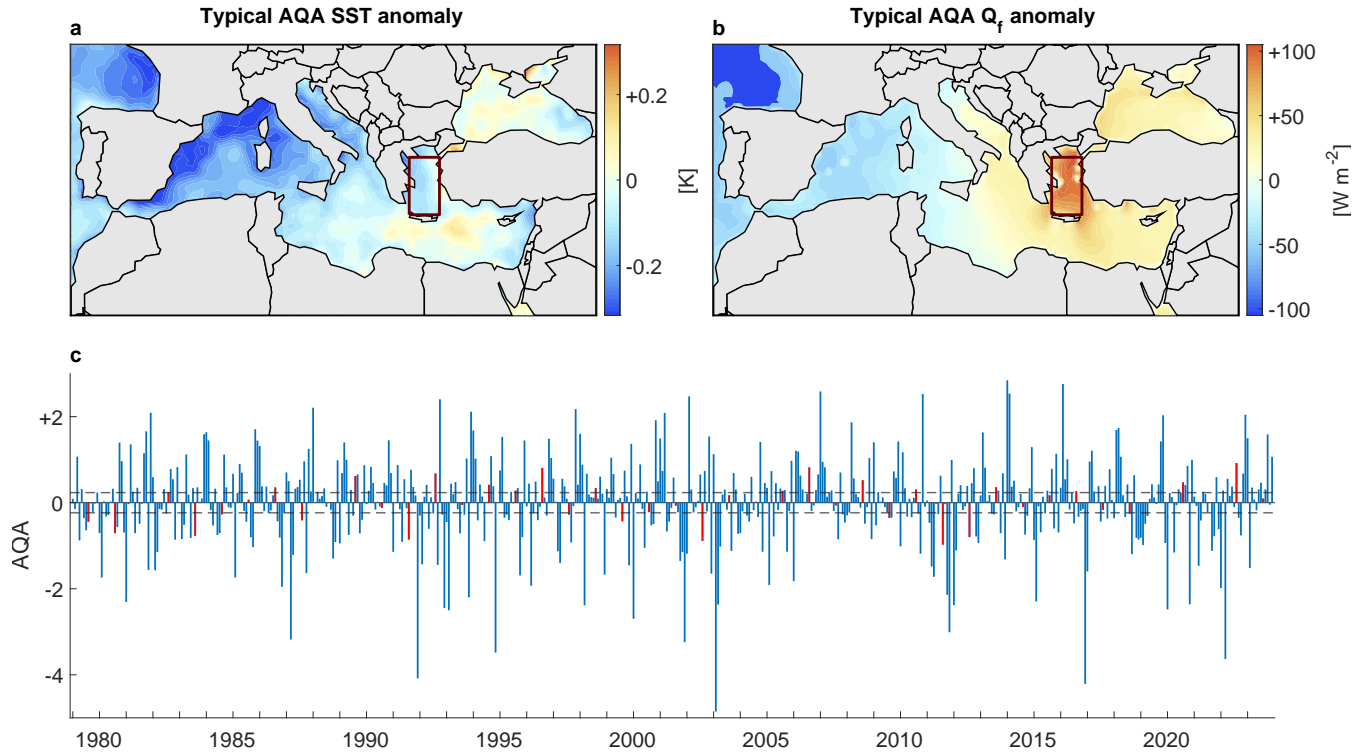 Typical AQA SST anomaly
a
+0.2
0
-0.2
[K]
Typical AQA Qf anomaly
b
+100
+50
0
-50
-100
[W m-2]
c
+2
0
-2
-4
AQA
1980 1985 1990 1995 2000 2005 2010 2015 2020